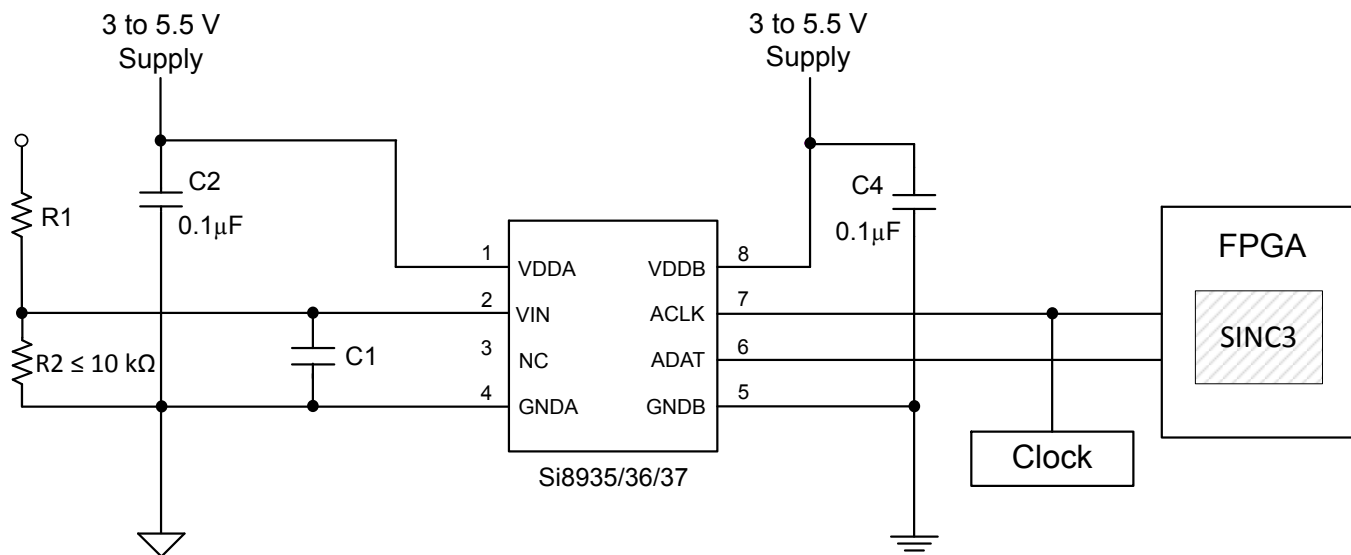 3 to 5.5 V
Supply
3 to 5.5 V
Supply
C2
0.1μF
R1
C4
0.1μF
FPGA
SINC3
1
VDDA
VDDB
8
2
VIN
ACLK
7
3
NC
ADAT
6
4
GNDA
GNDB
5
R2 ≤ 10 kΩ
C1
Clock
Si8935/36/37